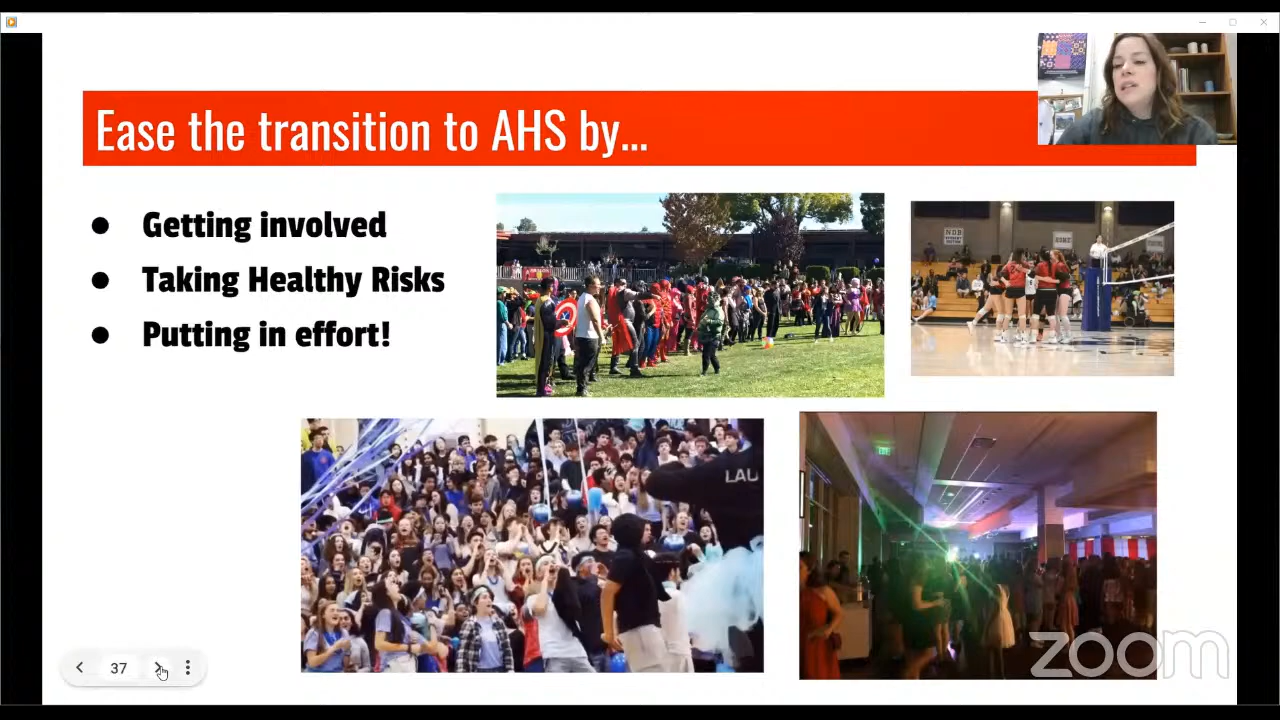 Ease the transition to AHS by...
● Getting involved
● Taking Healthy Risks
● Putting in effort!
N.D.B
LAU
37
zoom